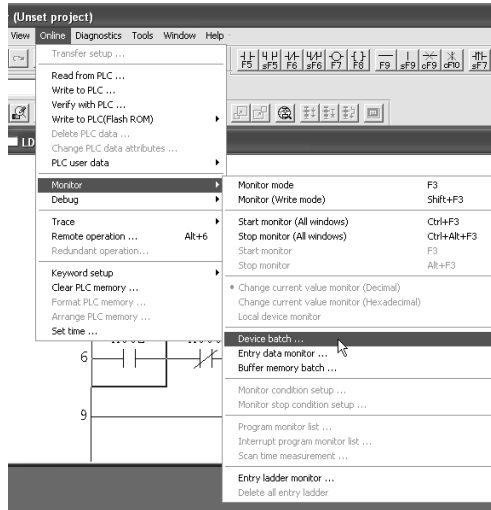 (Unset project)
View Online Diagnostics Tools Window Help
Transfer setup ...
Read from PLC ...
Write to PLC ...
Verify with PLC ...
Write to PLC(Flash ROM)
Delete PLC data ...
Change PLC data attributes ...
PLC user data
Monitor
Debug
Trace
Remote operation ... Alt+6
Redundant operation...
Keyword setup
Clear PLC memory ...
Format PLC memory ...
Arrange PLC memory ...
Set time ...
F5 sF5 F6 sF6 F7 F8 F9 sF9 cF9 cF10 sF7
LD
Monitor mode F3
Monitor (Write mode) Shift+F3
Start monitor (All windows) Ctrl+F3
Stop monitor (All windows) Ctrl+Alt+F3
Start monitor F3
Stop monitor Alt+F3
Change current value monitor (Decimal)
Change current value monitor (Hexadecimal)
Local device monitor
Device batch ...
Entry data monitor ...
Buffer memory batch ...
Monitor condition setup ...
Monitor stop condition setup ...
Program monitor list ...
Interrupt program monitor list ...
Scan time measurement ...
Entry ladder monitor ...
Delete all entry ladder
6
9